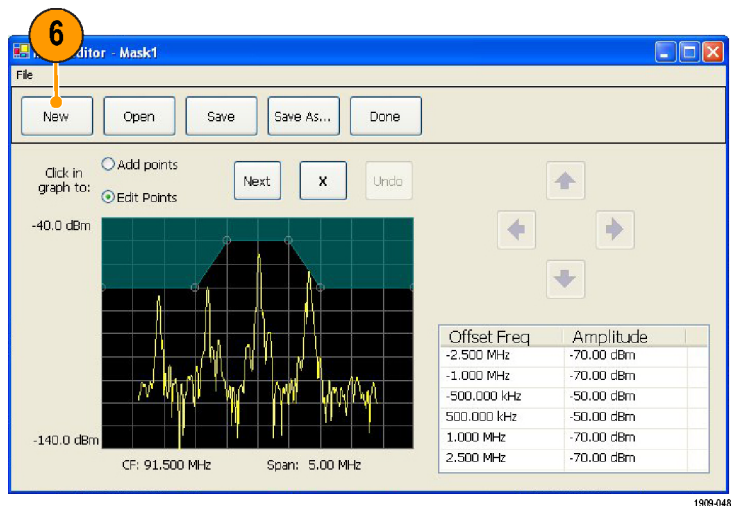 6
ditor - Mask1
File
New Open Save Save As... Done
Click in graph to:
Add points
Edit Points
Next X Undo
-40.0 dBm
-140.0 dBm
CF: 91.500 MHz Span: 5.00 MHz
Offset Freq Amplitude
-2.500 MHz -70.00 dBm
-1.000 MHz -70.00 dBm
-500.000 kHz -50.00 dBm
500.000 kHz -50.00 dBm
1.000 MHz -70.00 dBm
2.500 MHz -70.00 dBm
1909-048